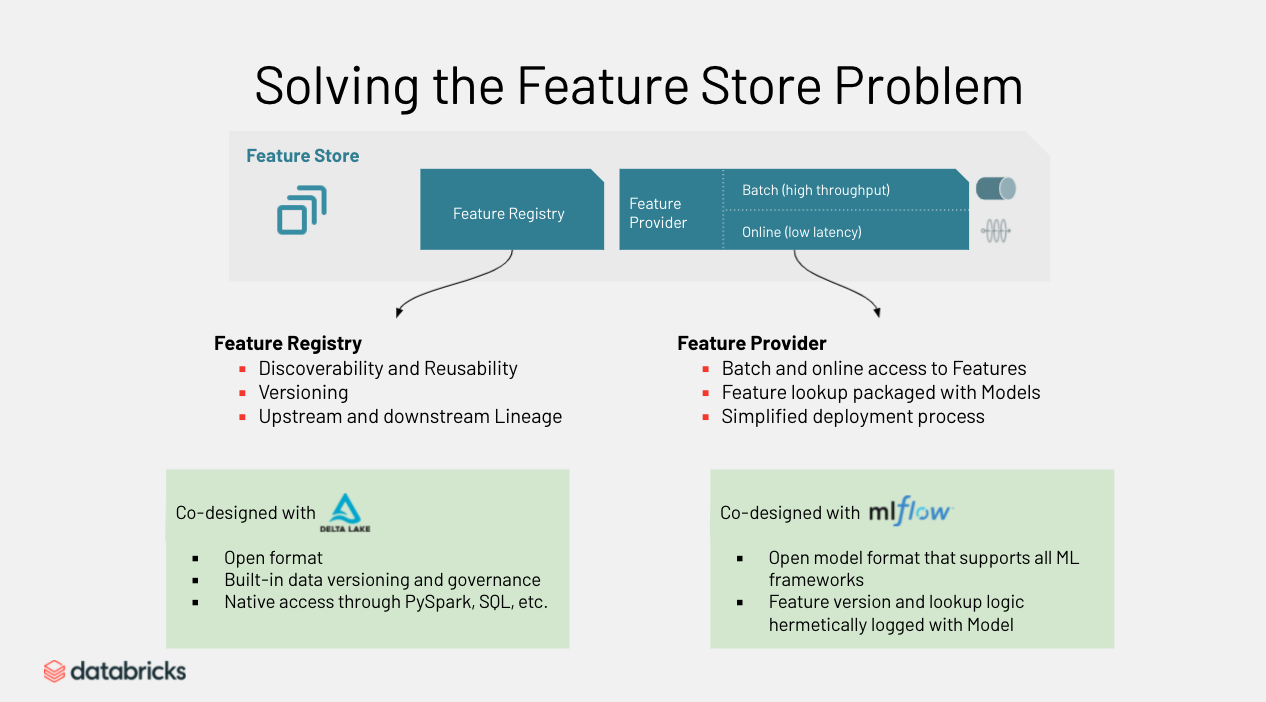 Solving the Feature Store Problem
Feature Store
Feature Registry
Feature
Provider
Batch (high throughput)
Online (low latency)
Feature Registry
Discoverability and Reusability
Versioning
Upstream and downstream Lineage
Feature Provider
Batch and online access to Features
Feature lookup packaged with Models
Simplified deployment process
Co-designed with DELTA LAKE
Open format
Built-in data versioning and governance
Native access through PySpark, SQL, etc.
Co-designed with mlflow
Open model format that supports all ML
frameworks
Feature version and lookup logic
hermetically logged with Model
databricks